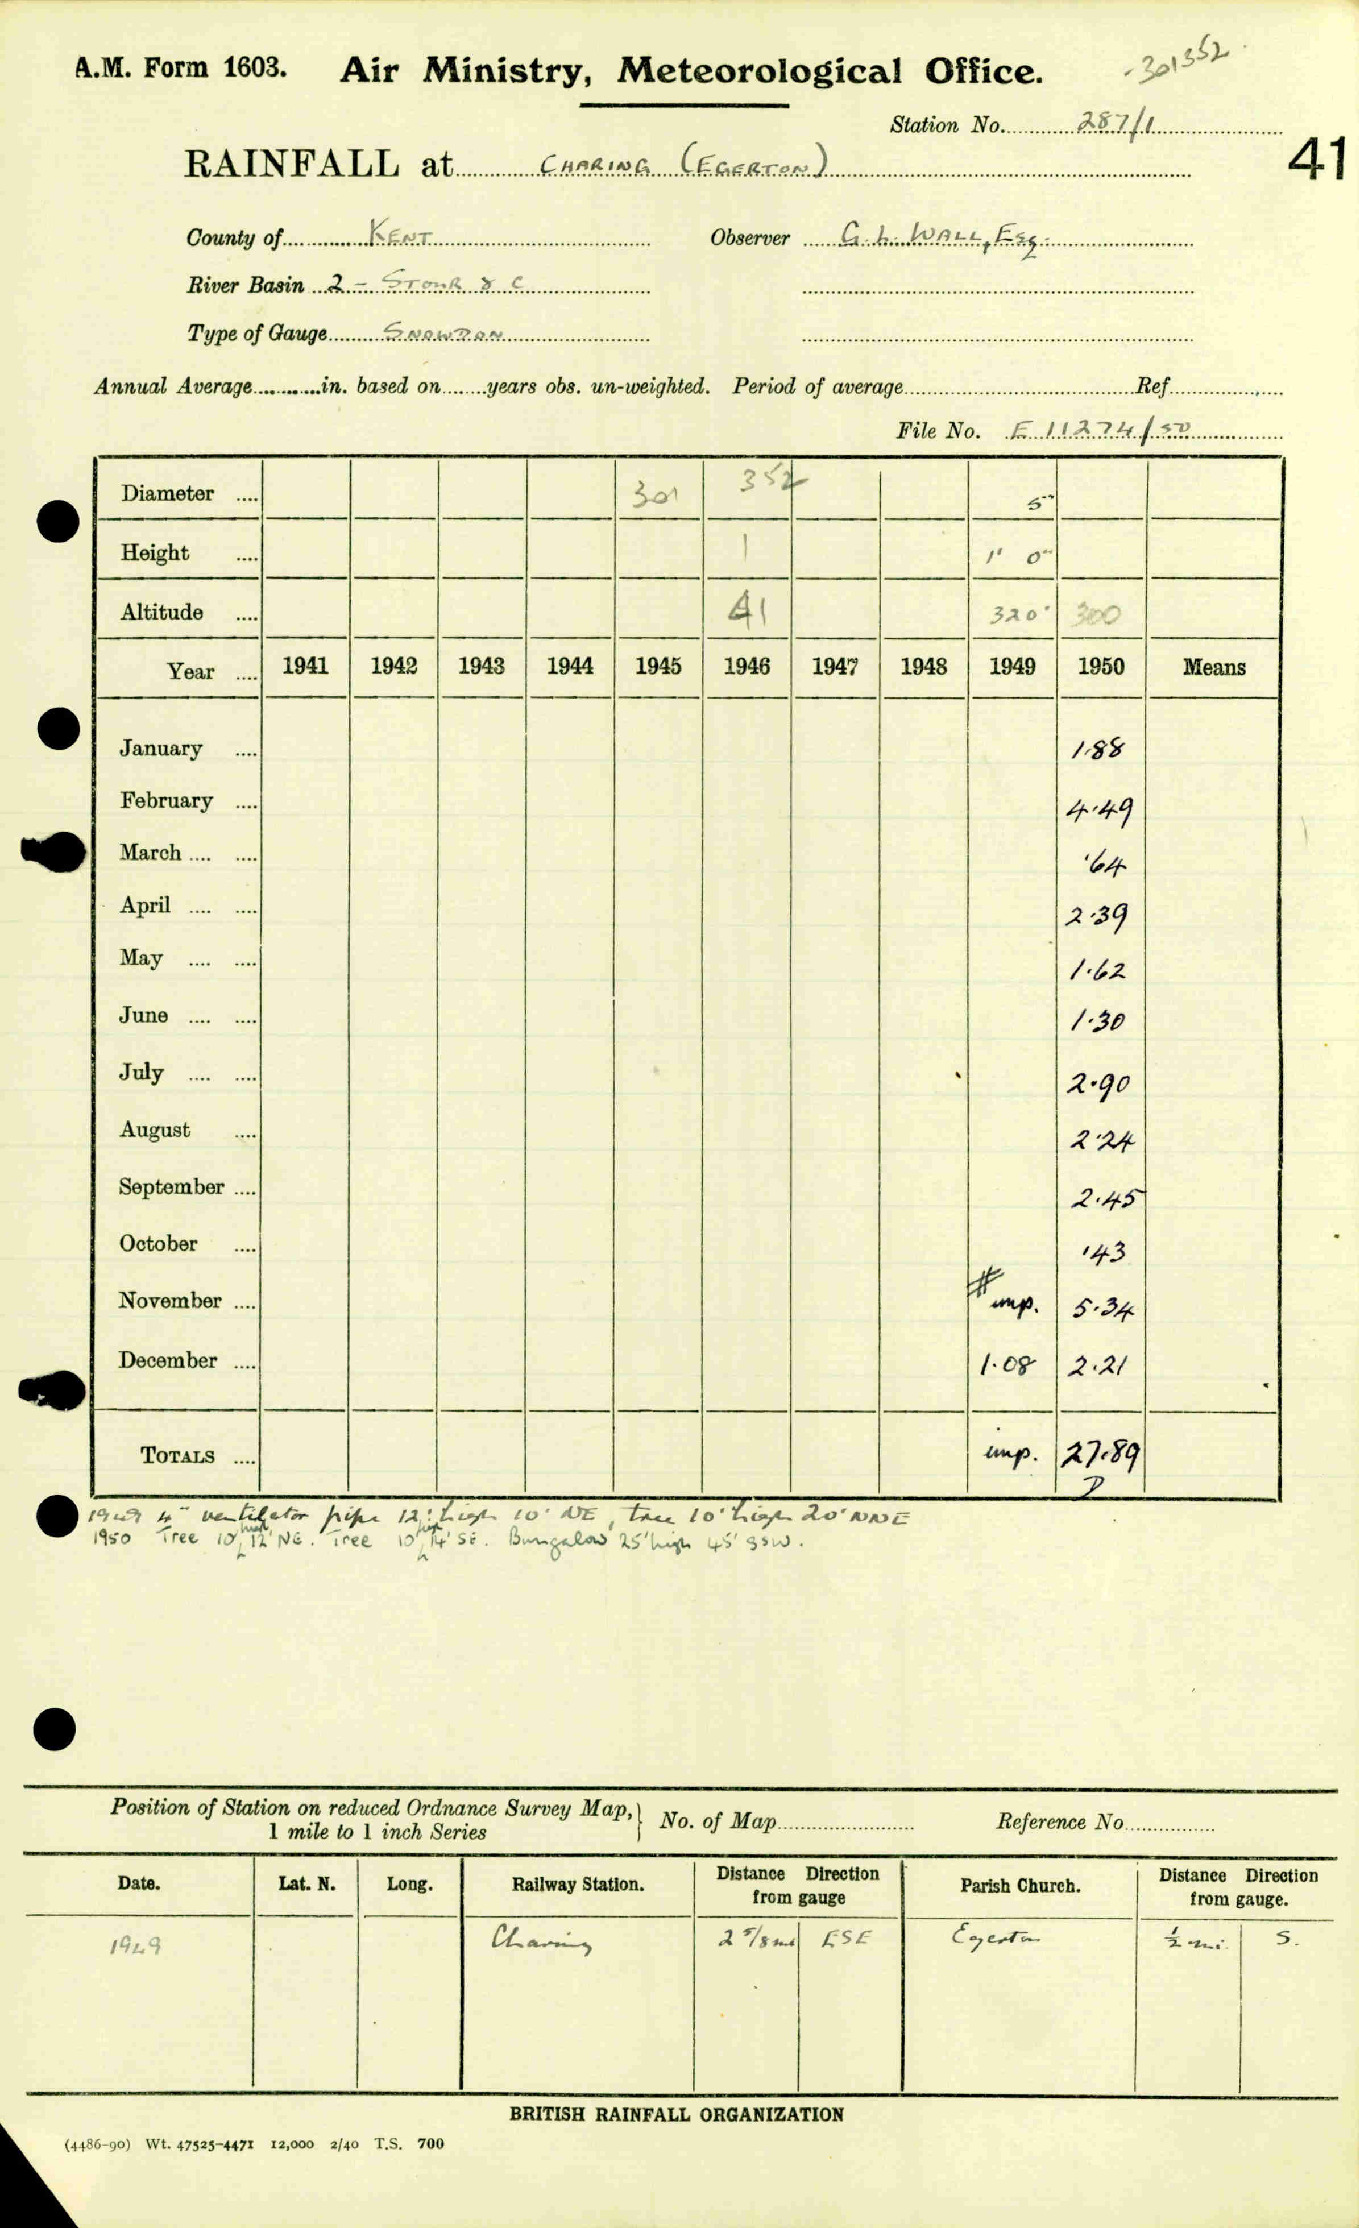 A.M. Form 1603. Air Ministry, Meteorological Office. 301352
Station No. 287/1
41
RAINFALL at CHARING (EGERTON)
County of KENT Observer G. L. WALL, Esq.
River Basin 2 - STOUR & C
Type of Gauge SNOWDON
Annual Average in. based on years obs. un-weighted. Period of average Ref.
File No. E 11274/50
Diameter .... 301 352 5"
Height .... 1 1' 0"
Altitude .... 41 320' 300
Year .... 1941 1942 1943 1944 1945 1946 1947 1948 1949 1950 Means
January .... 1.88
February .... 4.49
March .... .... .64
April .... .... 2.39
May .... .... 1.62
June .... .... 1.30
July .... .... 2.90
August .... 2.24
September .... 2.45
October .... .43
November .... # imp. 5.34
December .... 1.08 2.21
TOTALS .... imp. 27.89
D
1949 4" ventilator pipe 12' high 10' NE, tree 10' high 20' NNE
1950 Tree 10' high 12' NE. Tree 10' high 14' SE. Bungalow 25' high 45' SSW.
Position of Station on reduced Ordnance Survey Map, } No. of Map Reference No.
1 mile to 1 inch Series
Date. Lat. N. Long. Railway Station. Distance Direction from gauge Parish Church. Distance Direction from gauge.
1949 Charing 2 5/8 mi ESE Egerton 1/2 mi. S.
BRITISH RAINFALL ORGANIZATION
(4486-90) Wt. 47525-4471 12,000 2/40 T.S. 700